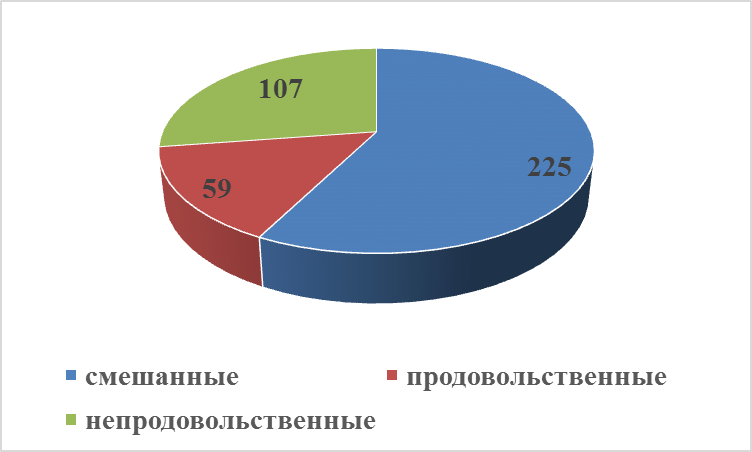 107
225
59
смешанные
продовольственные
непродовольственные